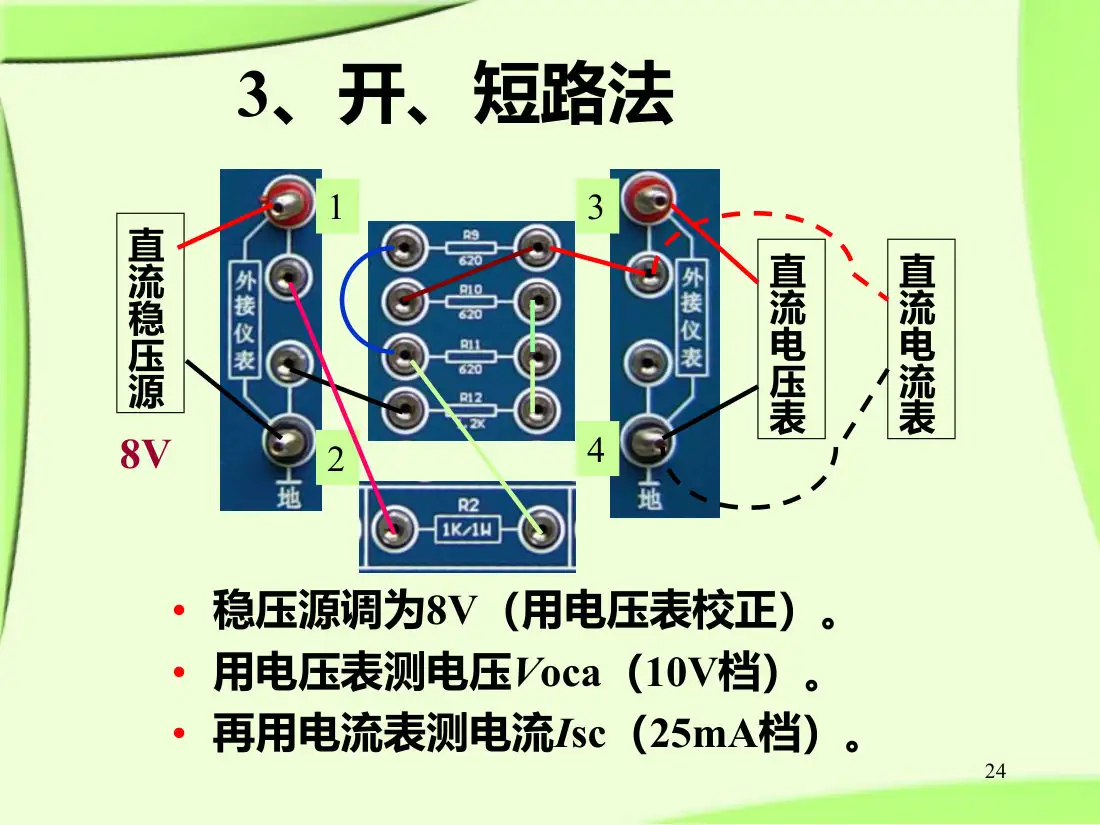 3、开、短路法
1
3
直流稳压源
8V
外接仪表
2
地
R9
620
R10
620
R11
620
R12
.2K
R2
1K/1W
外接仪表
4
地
直流电压表
直流电流表
• 稳压源调为8V（用电压表校正）。
• 用电压表测电压Voca（10V档）。
• 再用电流表测电流Isc（25mA档）。
24